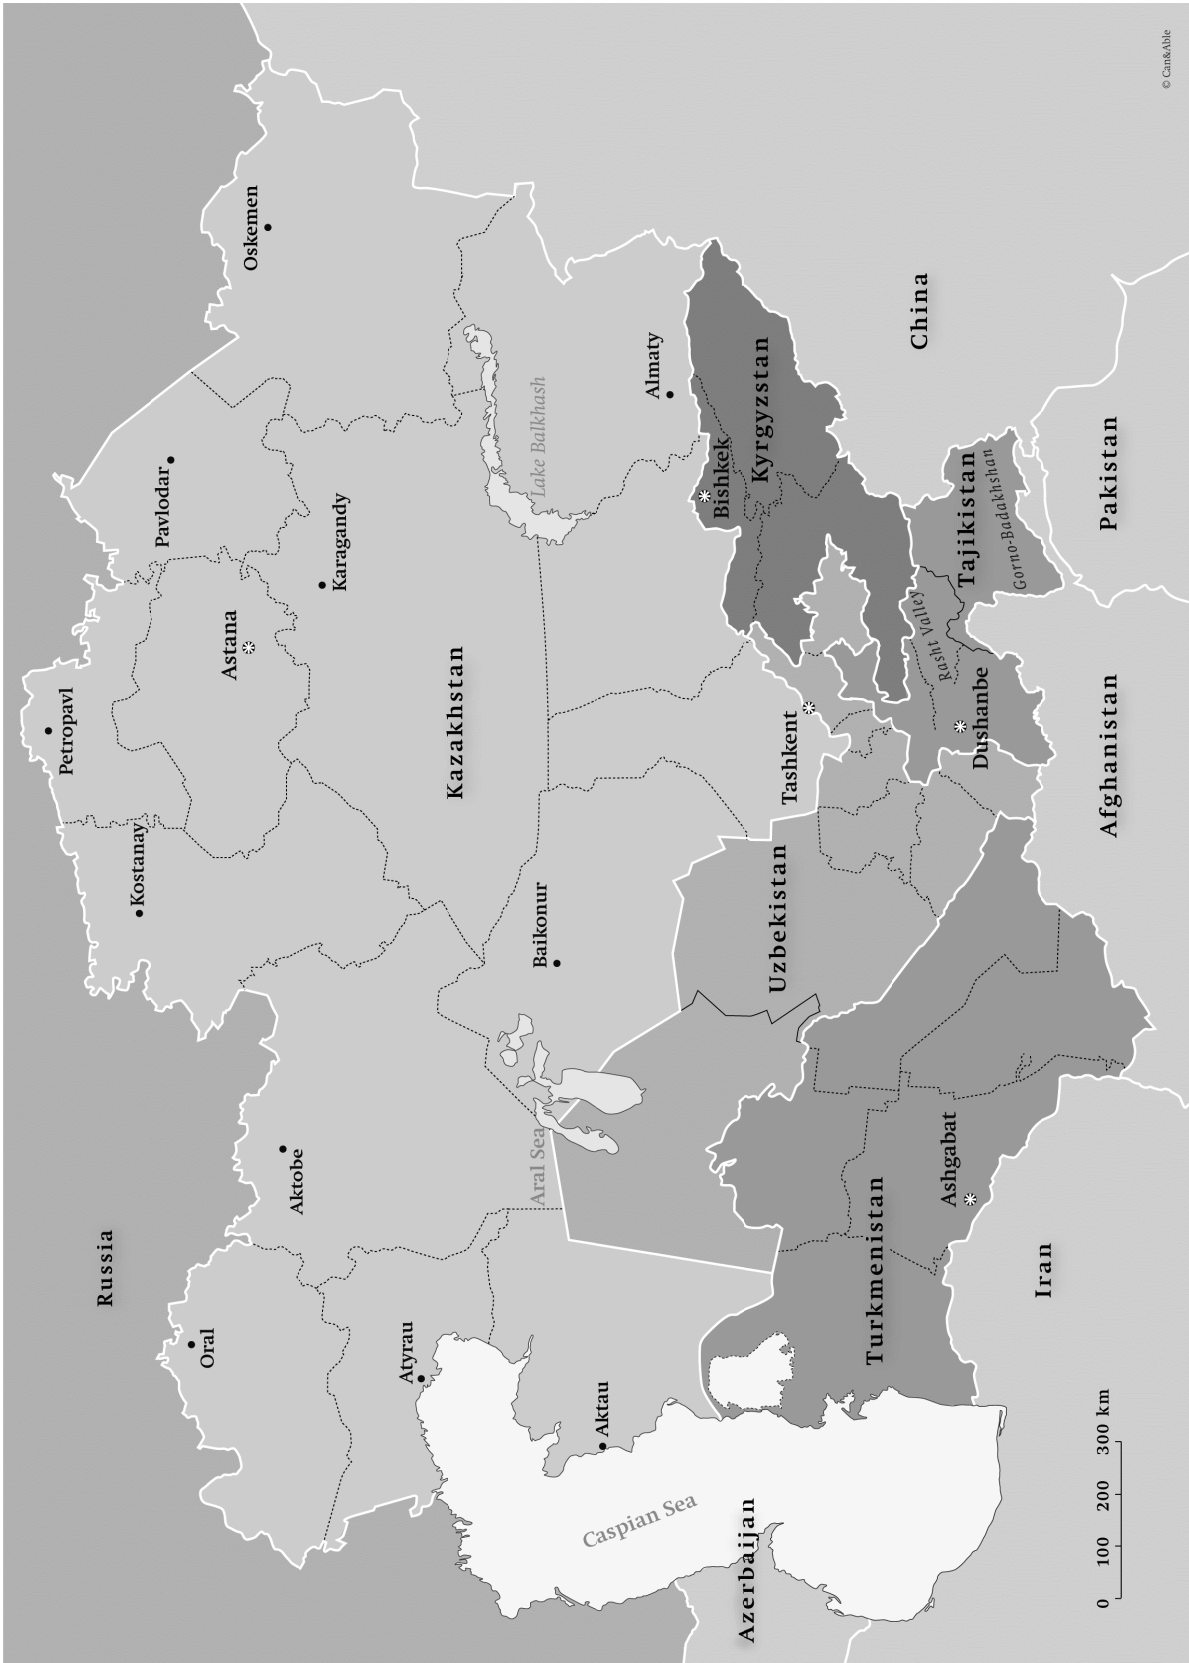 Russia
Petropavl
Kostanay
Pavlodar
Oskemen
Astana
Karagandy
Oral
Aktobe
Atyrau
Kazakhstan
Lake Balkhash
Aral Sea
Baikonur
Aktau
Almaty
Caspian Sea
Bishkek
Kyrgyzstan
Tashkent
Uzbekistan
Azerbaijan
Turkmenistan
China
Rasht Valley
Tajikistan
Gorno-Badakhshan
Dushanbe
Ashgabat
Iran
Afghanistan
Pakistan
0 100 200 300 km
© Can&Able